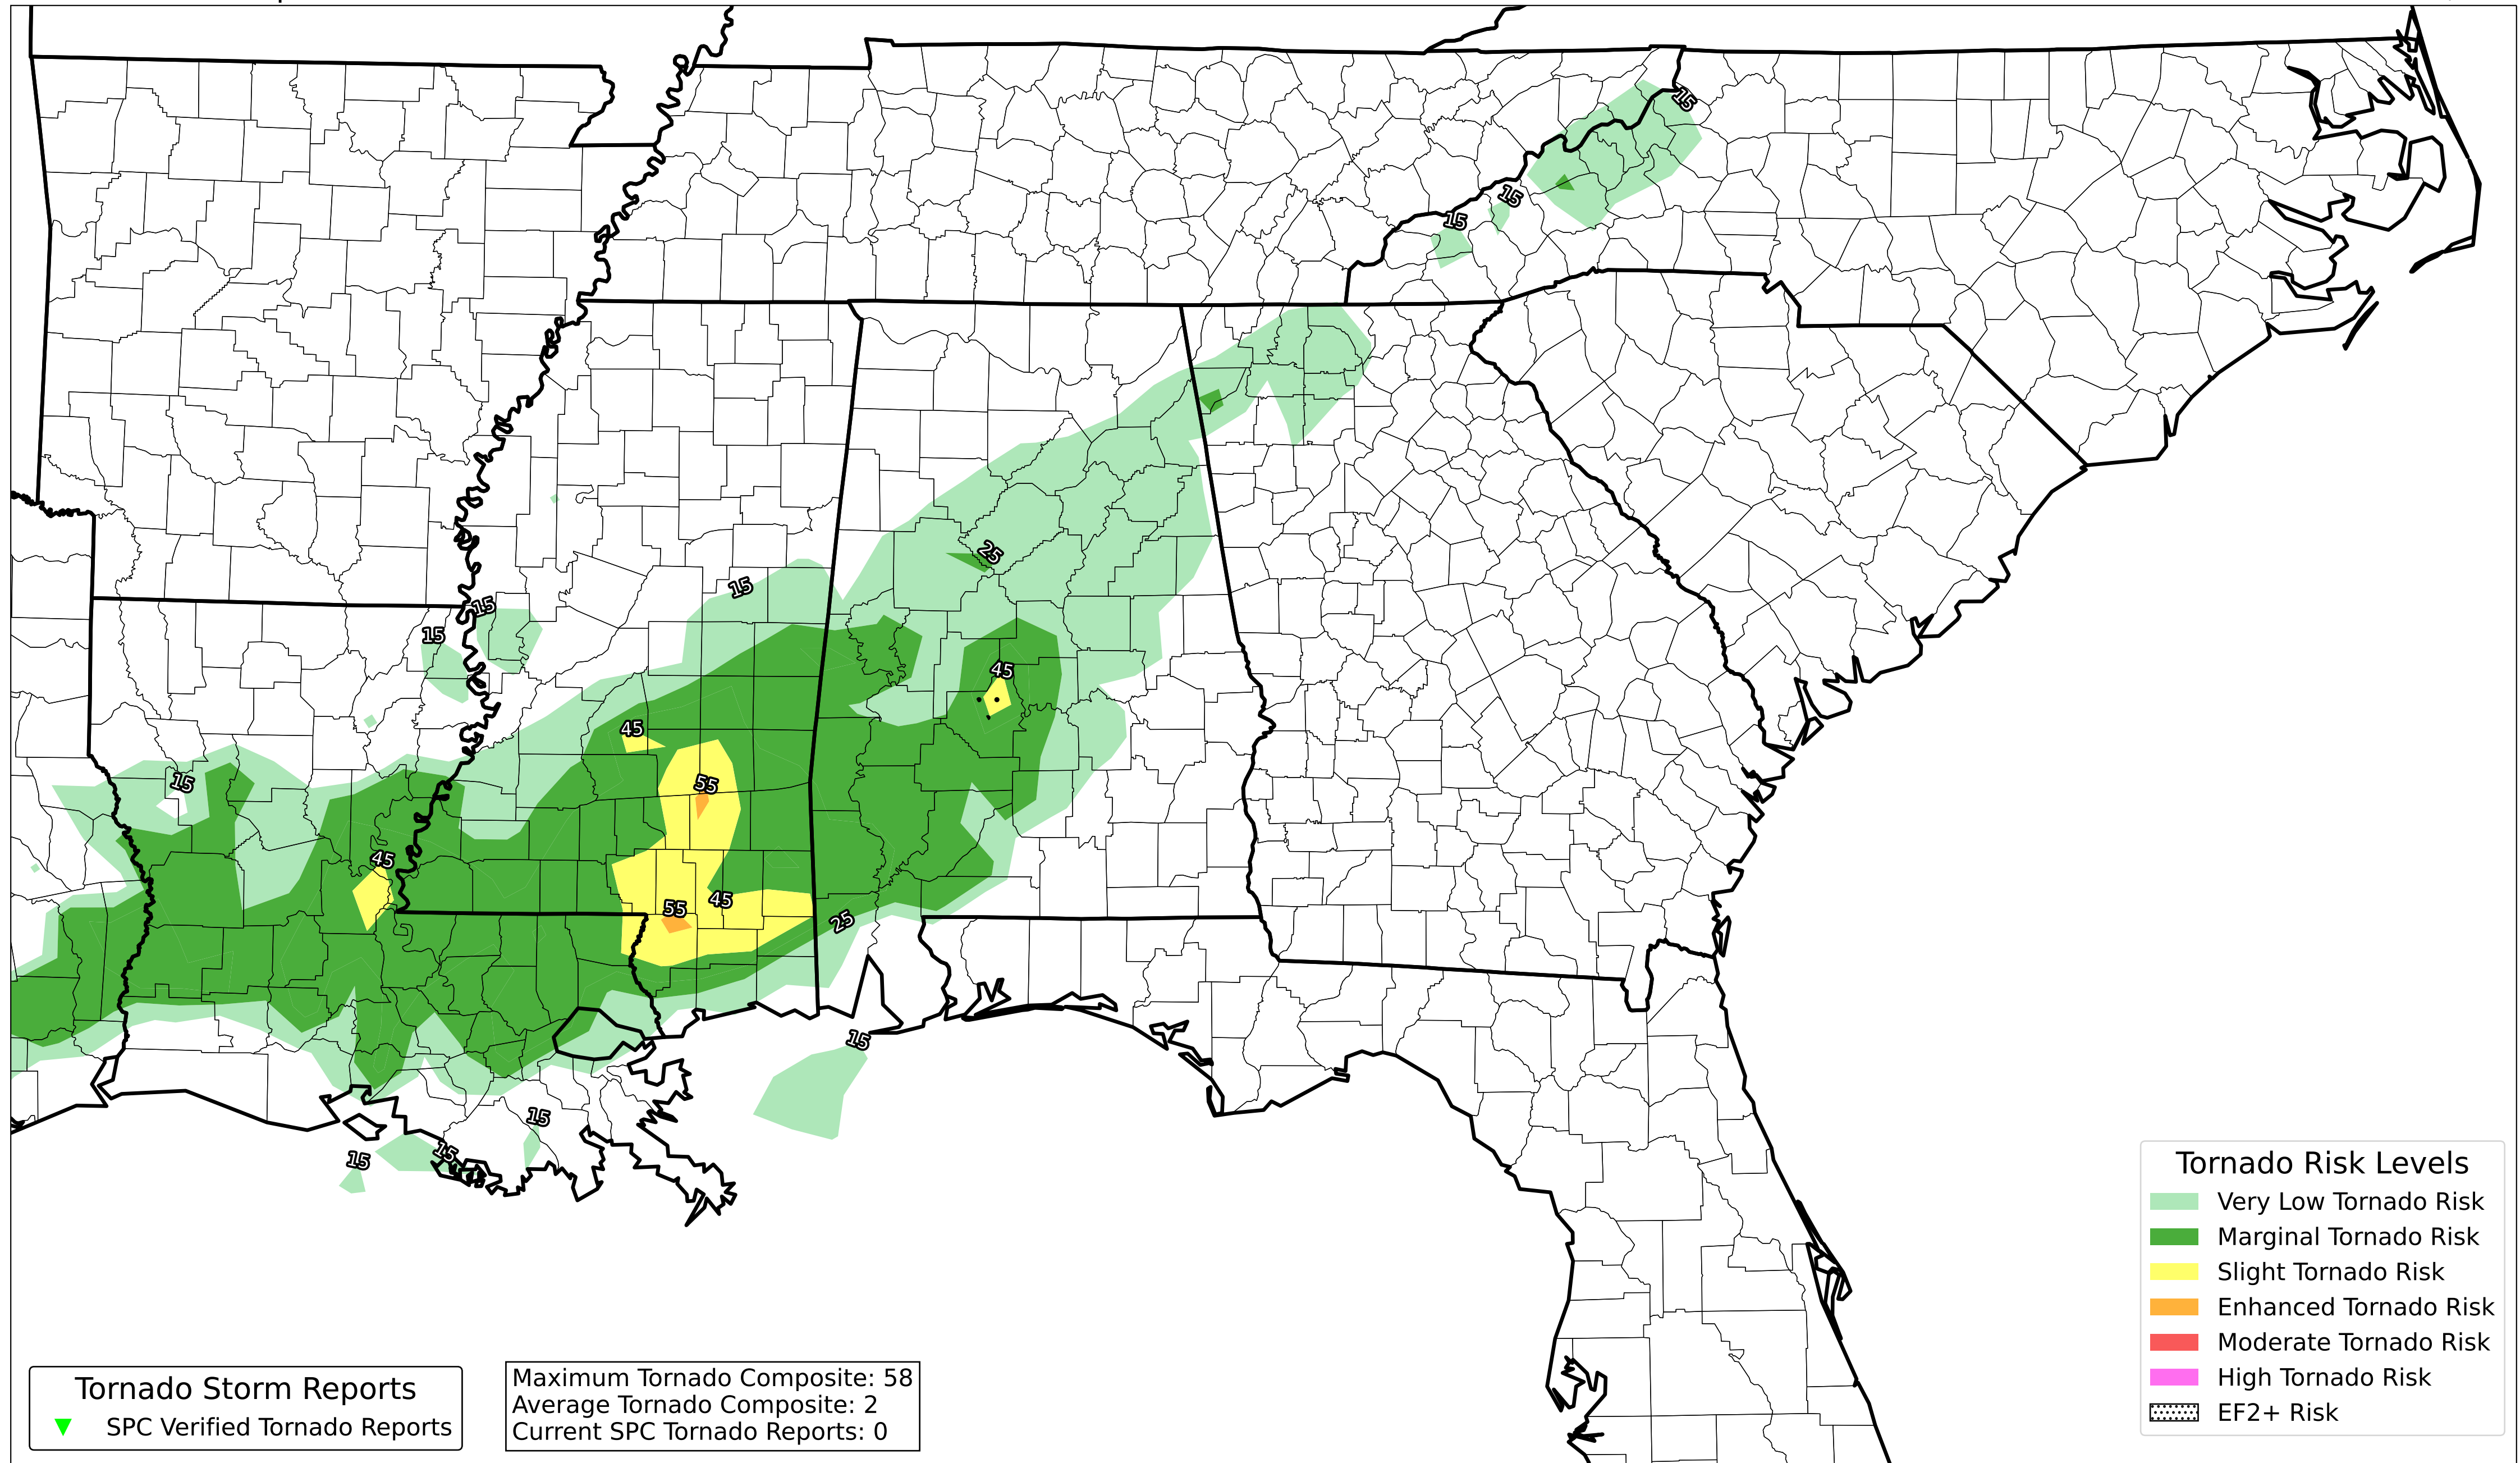 15
15
15
25
15
15
15
45
45
15
55
45
45
55
25
15
15
15
15
Tornado Risk Levels
Very Low Tornado Risk
Marginal Tornado Risk
Slight Tornado Risk
Enhanced Tornado Risk
Moderate Tornado Risk
High Tornado Risk
EF2+ Risk
Tornado Storm Reports
SPC Verified Tornado Reports
Maximum Tornado Composite: 58
Average Tornado Composite: 2
Current SPC Tornado Reports: 0